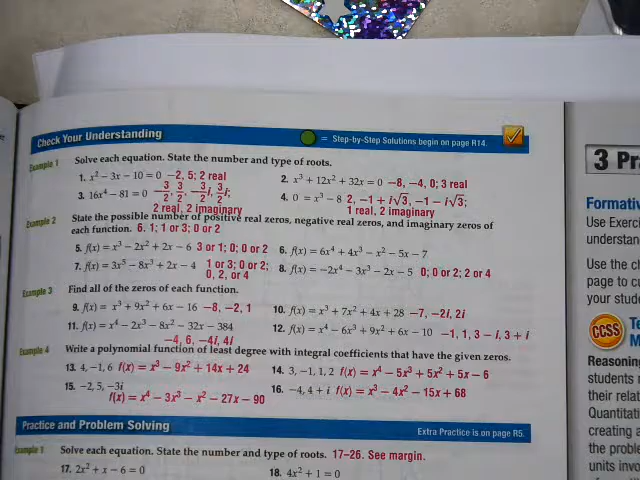 Check Your Understanding
= Step-by-Step Solutions begin on page R14.
Example 1 Solve each equation. State the number and type of roots.
1. x² − 3x − 10 = 0 −2, 5; 2 real
2. x³ + 12x² + 32x = 0 −8, −4, 0; 3 real
3. 16x⁴ − 81 = 0 −3/2, 3/2, −3/2i, 3/2i; 2 real, 2 imaginary
4. 0 = x³ − 8 2, −1 + i√3, −1 − i√3; 1 real, 2 imaginary
Example 2 State the possible number of positive real zeros, negative real zeros, and imaginary zeros of
each function. 6. 1; 1 or 3; 0 or 2
5. f(x) = x³ − 2x² + 2x − 6 3 or 1; 0; 0 or 2
6. f(x) = 6x⁴ + 4x³ − x² − 5x − 7
7. f(x) = 3x⁵ − 8x³ + 2x − 4 1 or 3; 0 or 2; 0, 2, or 4
8. f(x) = −2x⁴ − 3x³ − 2x − 5 0; 0 or 2; 2 or 4
Example 3 Find all of the zeros of each function.
9. f(x) = x³ + 9x² + 6x − 16 −8, −2, 1
10. f(x) = x³ + 7x² + 4x + 28 −7, −2i, 2i
11. f(x) = x⁴ − 2x³ − 8x² − 32x − 384
−4, 6, −4i, 4i
12. f(x) = x⁴ − 6x³ + 9x² + 6x − 10 −1, 1, 3 − i, 3 + i
Example 4 Write a polynomial function of least degree with integral coefficients that have the given zeros.
13. 4, −1, 6 f(x) = x³ − 9x² + 14x + 24
14. 3, −1, 1, 2 f(x) = x⁴ − 5x³ + 5x² + 5x − 6
15. −2, 5, −3i
f(x) = x⁴ − 3x³ − x² − 27x − 90
16. −4, 4 + i f(x) = x³ − 4x² − 15x + 68
Practice and Problem Solving
Extra Practice is on page R5.
Example 1 Solve each equation. State the number and type of roots. 17–26. See margin.
17. 2x² + x − 6 = 0
18. 4x² + 1 = 0
3 Pra
Formativ
Use Exerci
understan
Use the ch
page to cu
your stude
CCSS Te
M
Reasoning
students
their relat
Quantitati
creating a
the proble
units invo